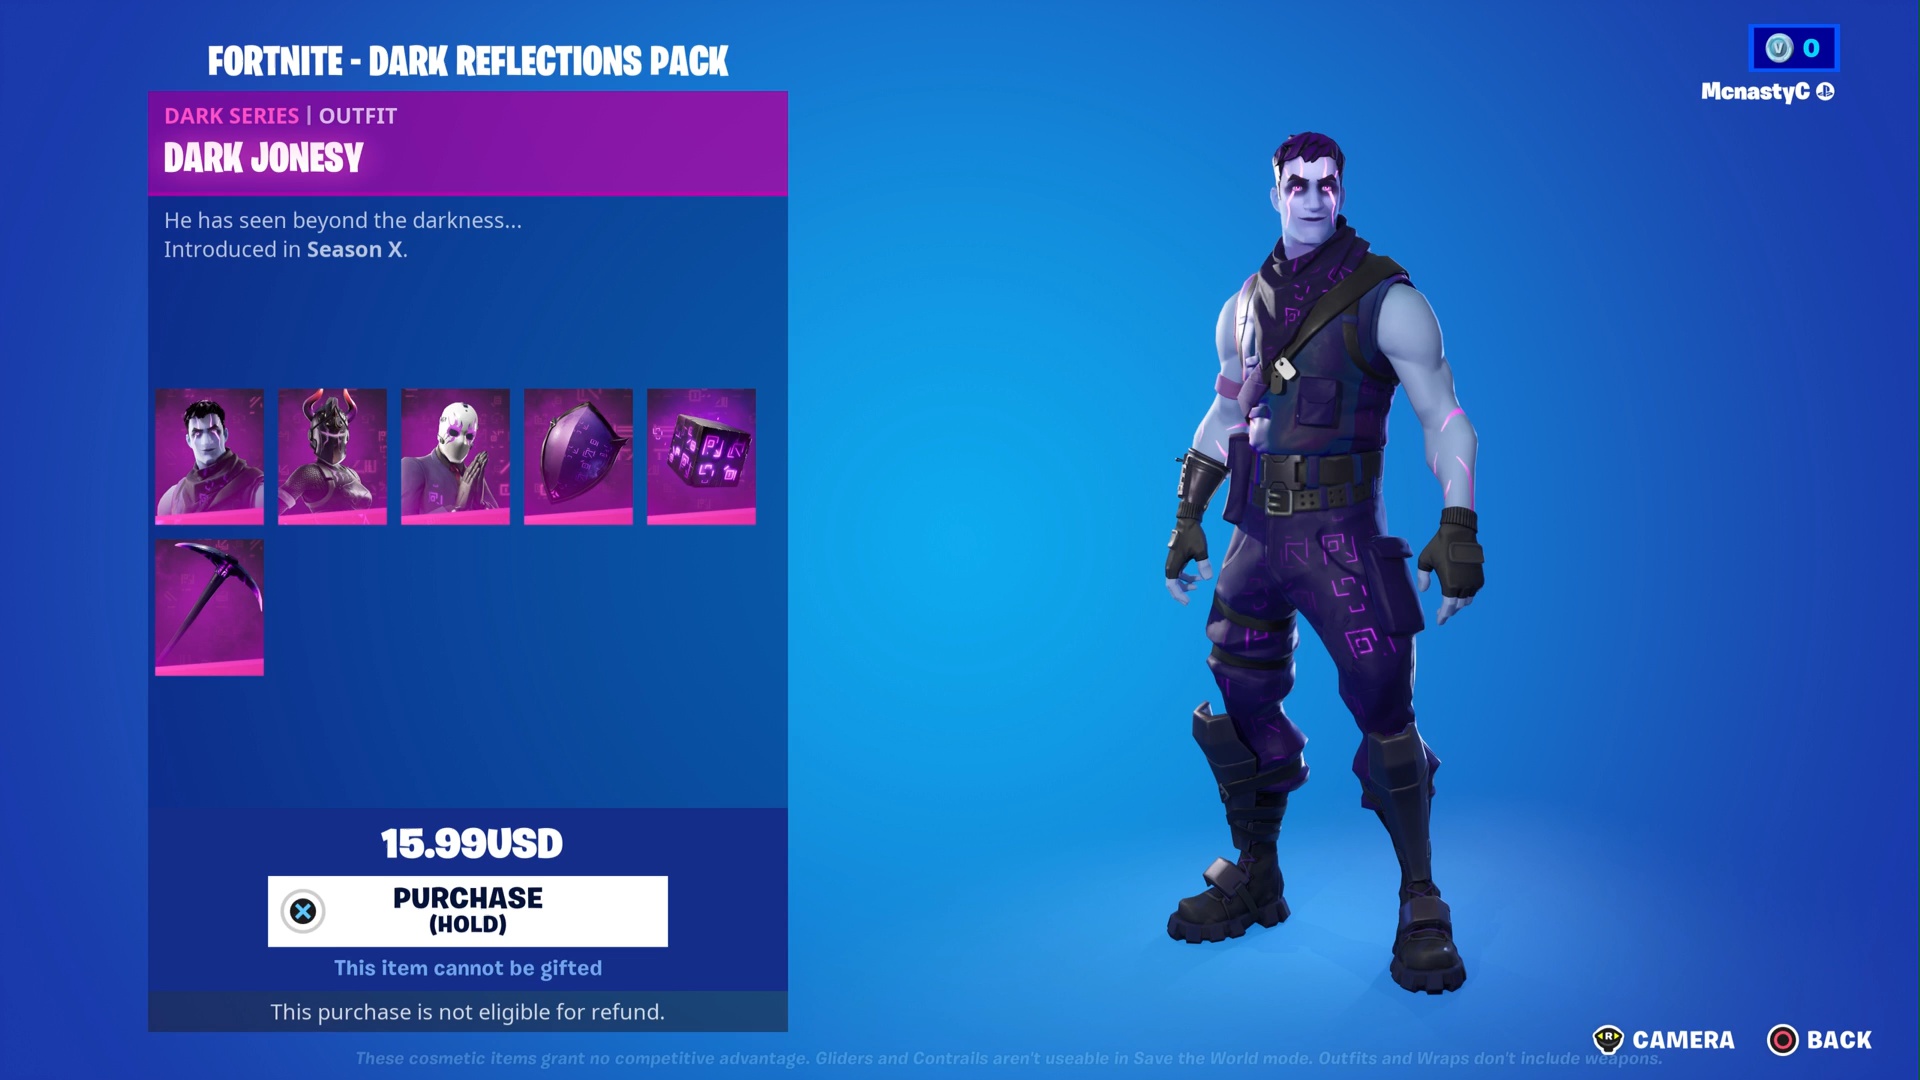 FORTNITE - DARK REFLECTIONS PACK
0
McnastyC
DARK SERIES | OUTFIT
DARK JONESY
He has seen beyond the darkness...
Introduced in Season X.
15.99USD
PURCHASE
(HOLD)
This item cannot be gifted
This purchase is not eligible for refund.
R CAMERA
BACK
These cosmetic items grant no competitive advantage. Gliders and Contrails aren't useable in Save the World mode. Outfits and Wraps don't include weapons.